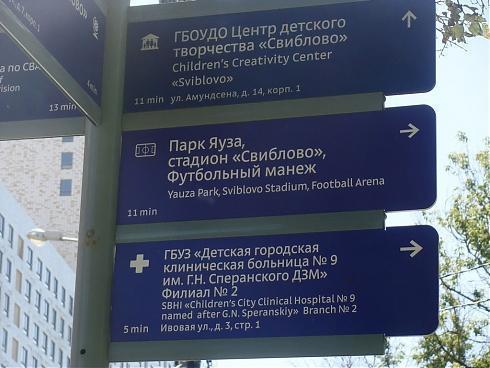 ГБОУДО Центр детского
творчества «Свиблово»
Children's Creativity Center
«Sviblovo»
11 min ул. Амундсена, д. 14, корп. 1
13 min
Парк Яуза,
стадион «Свиблово»,
Футбольный манеж
Yauza Park, Sviblovo Stadium, Football Arena
11 min
ГБУЗ «Детская городская
клиническая больница № 9
им. Г.Н. Сперанского ДЗМ»
Филиал № 2
SBHI «Children's City Clinical Hospital № 9
named after G.N. Speranskiy» Branch № 2
5 min Ивовая ул., д. 3, стр. 1